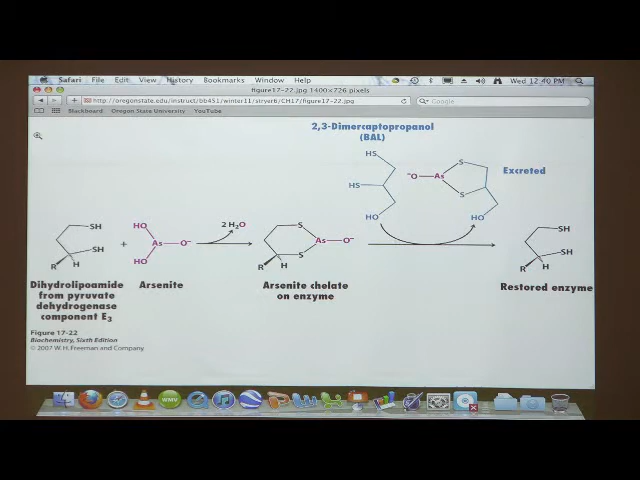 Safari File Edit View History Bookmarks Window Help
Wed 12:40 PM
figure17-22.jpg 1400×726 pixels
http://oregonstate.edu/instruct/bb451/winter11/stryer6/CH17/figure17-22.jpg
Google
Blackboard Oregon State University YouTube
2,3-Dimercaptopropanol
(BAL)
HS
HS
HO
⁻O As
S
S
HO
Excreted
SH
SH
R H
+
HO
As O⁻
HO
2 H₂O
S
S
As O⁻
R H
SH
SH
R H
Dihydrolipoamide
from pyruvate
dehydrogenase
component E₃
Arsenite
Arsenite chelate
on enzyme
Restored enzyme
Figure 17-22
Biochemistry, Sixth Edition
© 2007 W. H. Freeman and Company
WMV